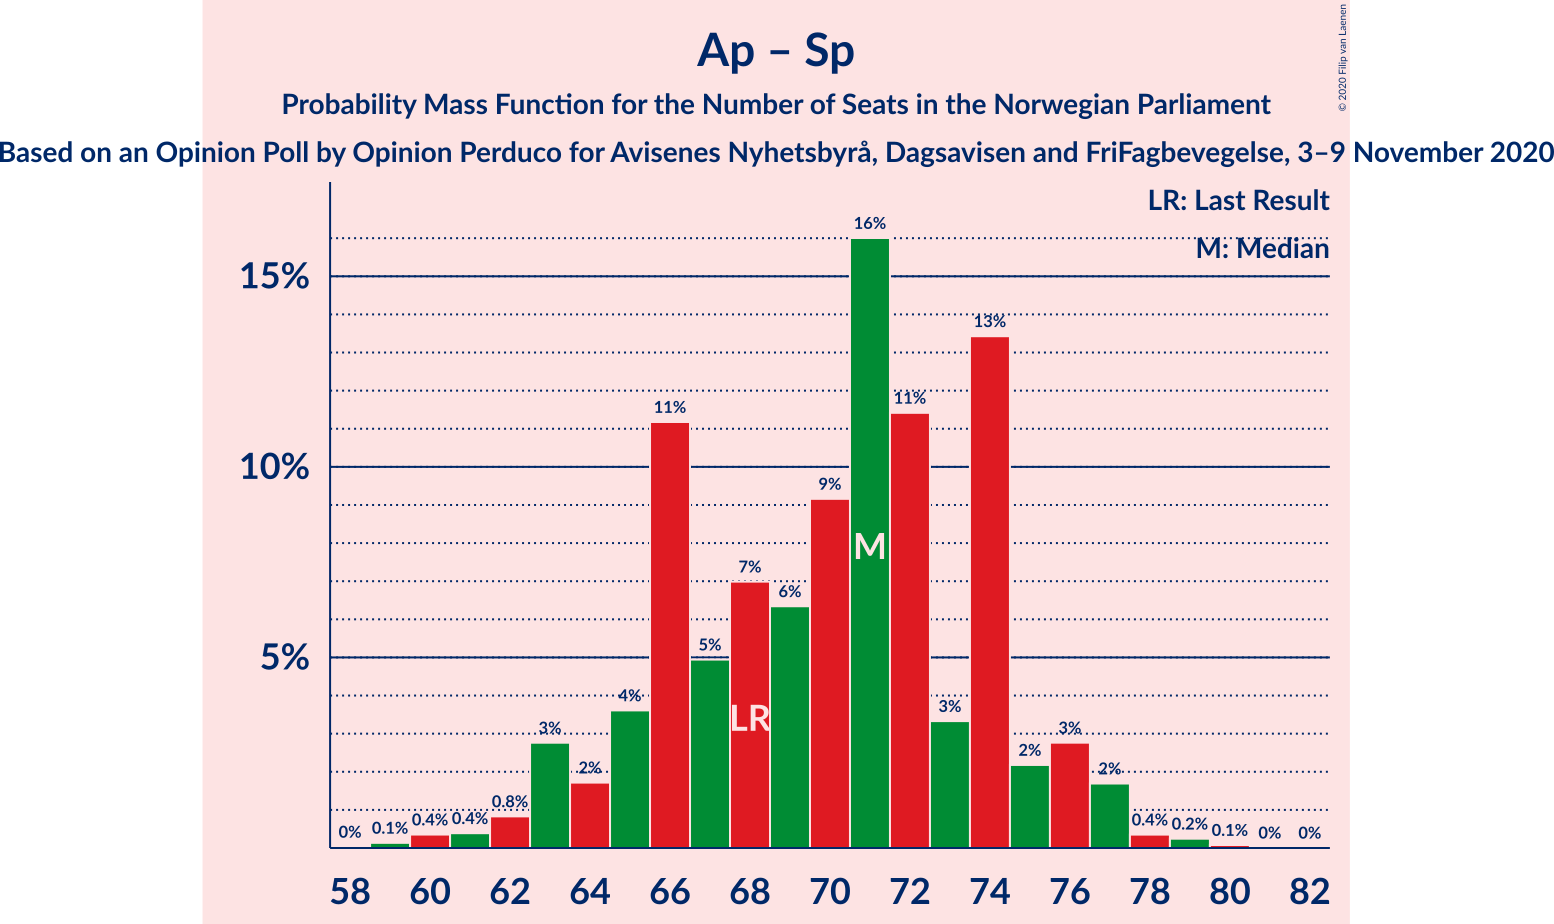 Ap – Sp
Probability Mass Function for the Number of Seats in the Norwegian Parliament
Based on an Opinion Poll by Opinion Perduco for Avisenes Nyhetsbyrå, Dagsavisen and FriFagbevegelse, 3–9 November 2020
© 2020 Filip van Laenen
LR: Last Result
M: Median
15%
10%
5%
0% 0.1% 0.4% 0.4% 0.8% 3% 2% 4% 11% 5% 7% 6% 9% 16% 11% 3% 13% 2% 3% 2% 0.4% 0.2% 0.1% 0% 0%
LR
M
58 60 62 64 66 68 70 72 74 76 78 80 82